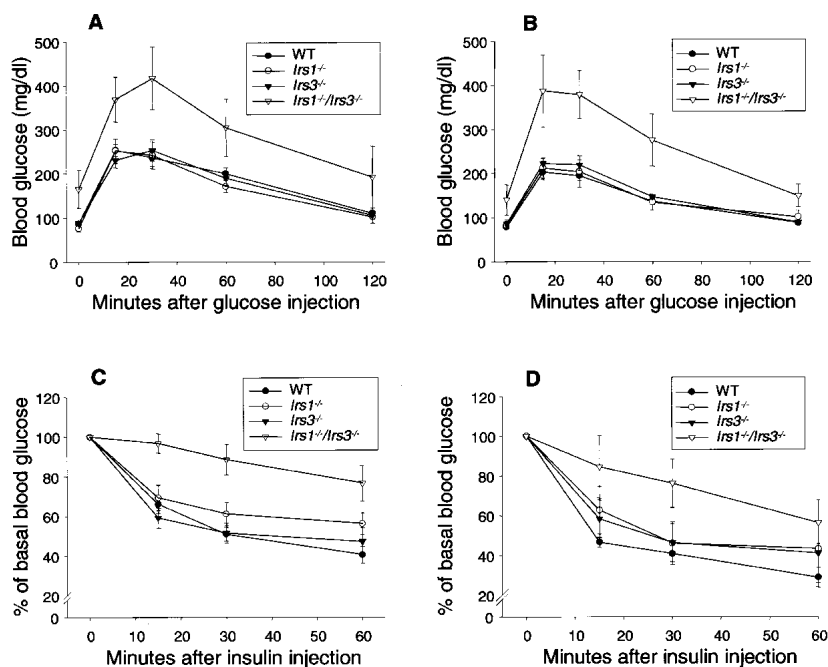 A
500
400
300
200
100
0
Blood glucose (mg/dl)
WT
Irs1-/-
Irs3-/-
Irs1-/-/Irs3-/-
0 20 40 60 80 100 120
Minutes after glucose injection
B
500
400
300
200
100
0
Blood glucose (mg/dl)
WT
Irs1-/-
Irs3-/-
Irs1-/-/Irs3-/-
0 20 40 60 80 100 120
Minutes after glucose injection
C
120
100
80
60
40
20
0
% of basal blood glucose
WT
Irs1-/-
Irs3-/-
Irs1-/-/Irs3-/-
0 10 20 30 40 50 60
Minutes after insulin injection
D
120
100
80
60
40
20
0
% of basal blood glucose
WT
Irs1-/-
Irs3-/-
Irs1-/-/Irs3-/-
0 10 20 30 40 50 60
Minutes after insulin injection